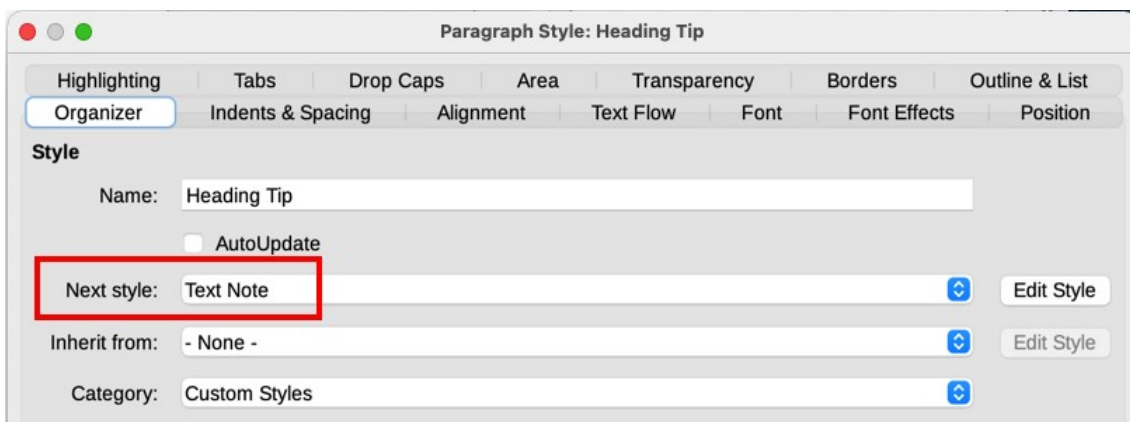 Paragraph Style: Heading Tip
Highlighting Tabs Drop Caps Area Transparency Borders Outline & List
Organizer Indents & Spacing Alignment Text Flow Font Font Effects Position
Style
Name: Heading Tip
AutoUpdate
Next style: Text Note Edit Style
Inherit from: - None - Edit Style
Category: Custom Styles